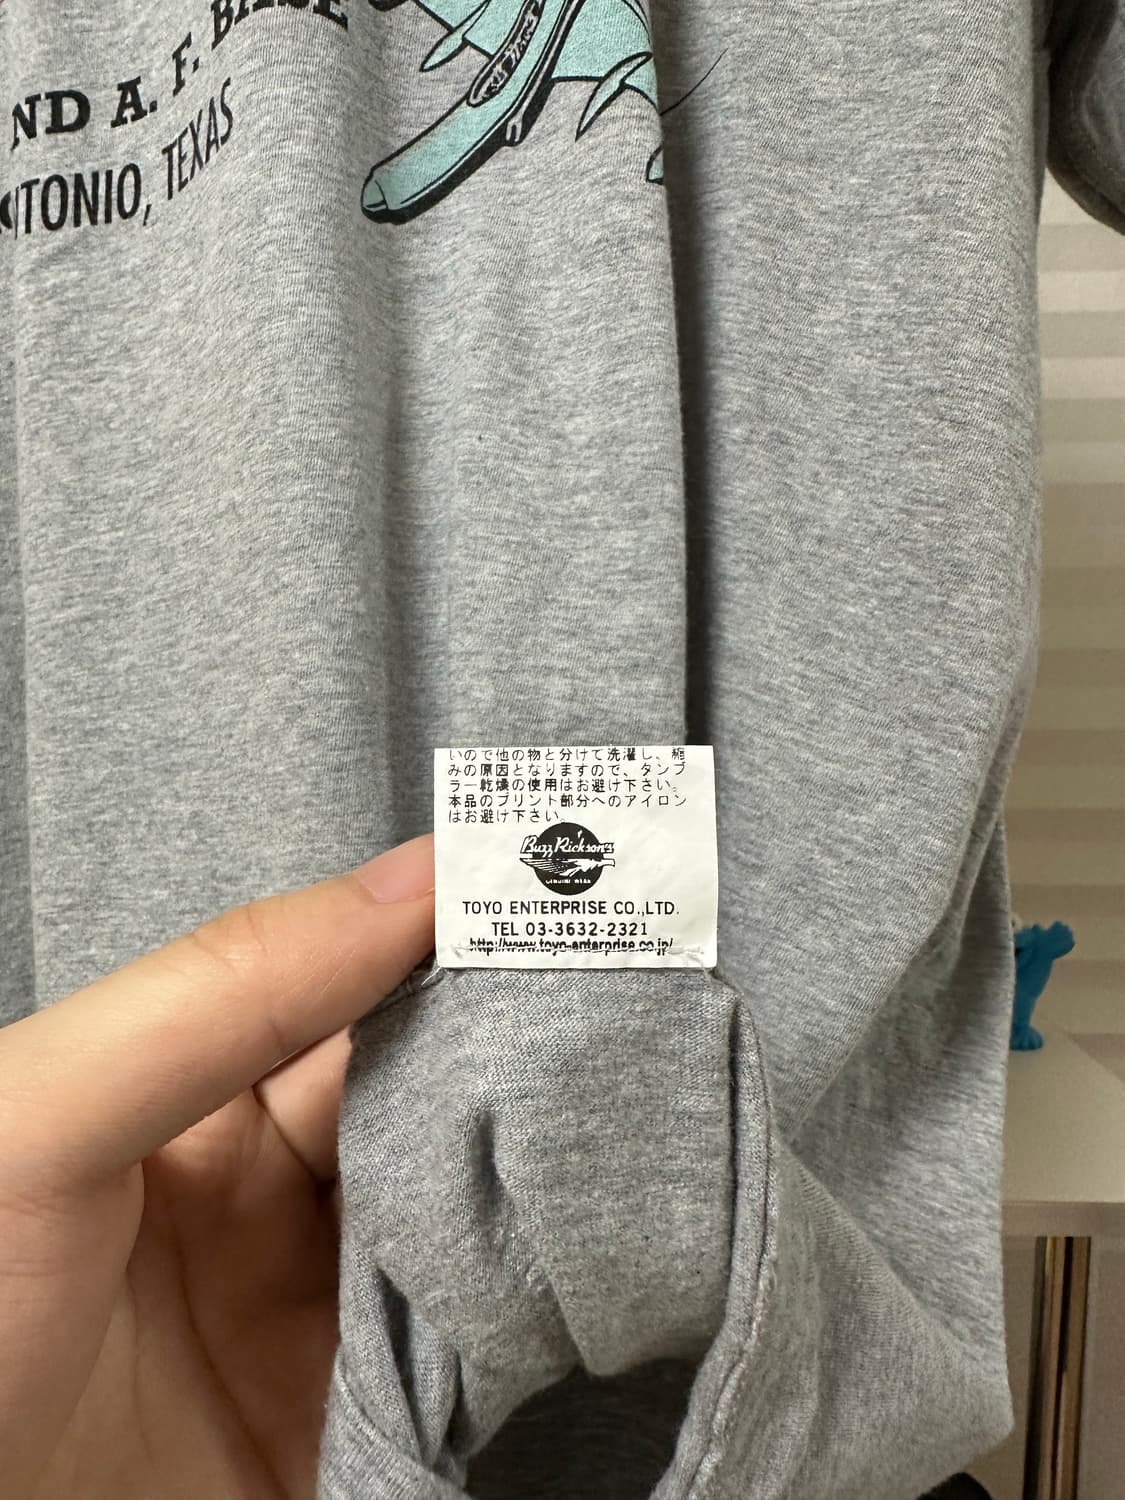 ND A. F. BASE
NTONIO, TEXAS
いので他の物と分けて洗濯し、縮
みの原因となりますので、タンブ
ラー乾燥の使用はお避け下さい。
本品のプリント部分へのアイロン
はお避け下さい。
Buzz Rickson's
GENUINE WEAR
TOYO ENTERPRISE CO.,LTD.
TEL 03-3632-2321
http://www.toyo-enterprise.co.jp/